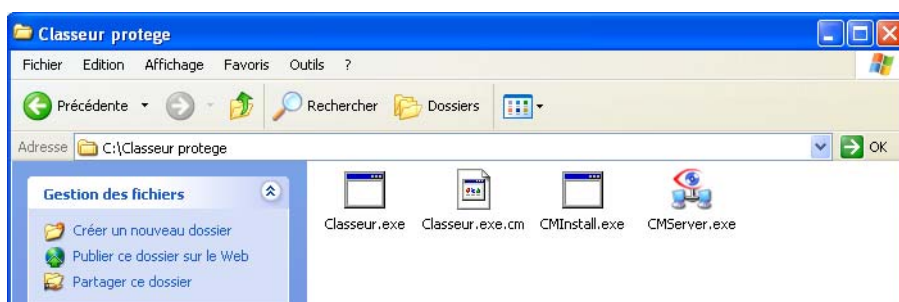 Classeur protege
Fichier Edition Affichage Favoris Outils ?
Précédente Rechercher Dossiers
Adresse C:\Classeur protege OK
Gestion des fichiers
Classeur.exe Classeur.exe.cm CMInstall.exe CMServer.exe
Créer un nouveau dossier
Publier ce dossier sur le Web
Partager ce dossier